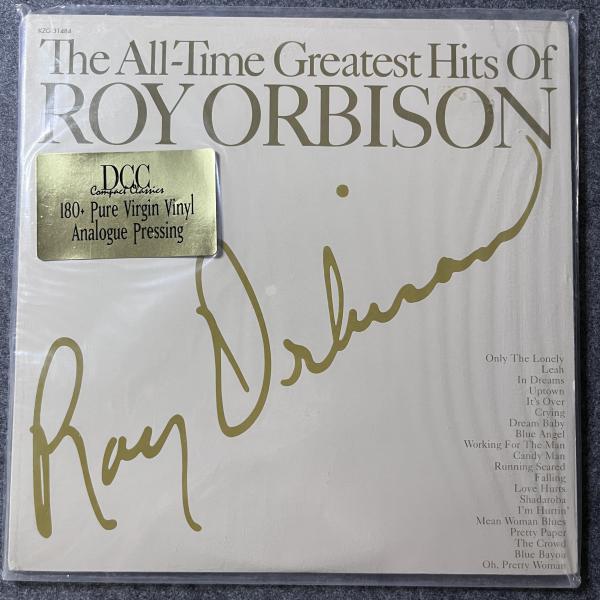 KZG 31484
The All-Time Greatest Hits Of
ROY ORBISON
DCC
Compact Classics
180+ Pure Virgin Vinyl
Analogue Pressing
Roy Orbison
Only The Lonely
Leah
In Dreams
Uptown
It's Over
Crying
Dream Baby
Blue Angel
Working For The Man
Candy Man
Running Scared
Falling
Love Hurts
Shadaroba
I'm Hurtin'
Mean Woman Blues
Pretty Paper
The Crowd
Blue Bayou
Oh, Pretty Woman